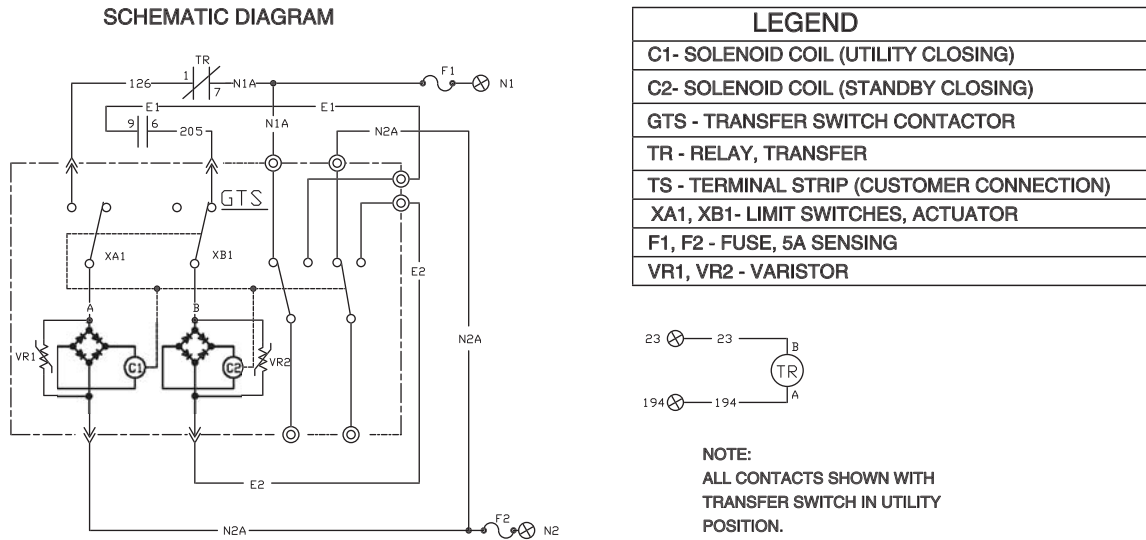 SCHEMATIC DIAGRAM
TR
126
1
7
N1A
F1
N1
E1
E1
9
6
205
N1A
N2A
GTS
XA1
XB1
E2
A
B
VR1
C1
C2
VR2
N2A
E2
N2A
F2
N2
LEGEND
C1- SOLENOID COIL (UTILITY CLOSING)
C2- SOLENOID COIL (STANDBY CLOSING)
GTS - TRANSFER SWITCH CONTACTOR
TR - RELAY, TRANSFER
TS - TERMINAL STRIP (CUSTOMER CONNECTION)
XA1, XB1- LIMIT SWITCHES, ACTUATOR
F1, F2 - FUSE, 5A SENSING
VR1, VR2 - VARISTOR
23
23
B
TR
A
194
194
NOTE:
ALL CONTACTS SHOWN WITH
TRANSFER SWITCH IN UTILITY
POSITION.